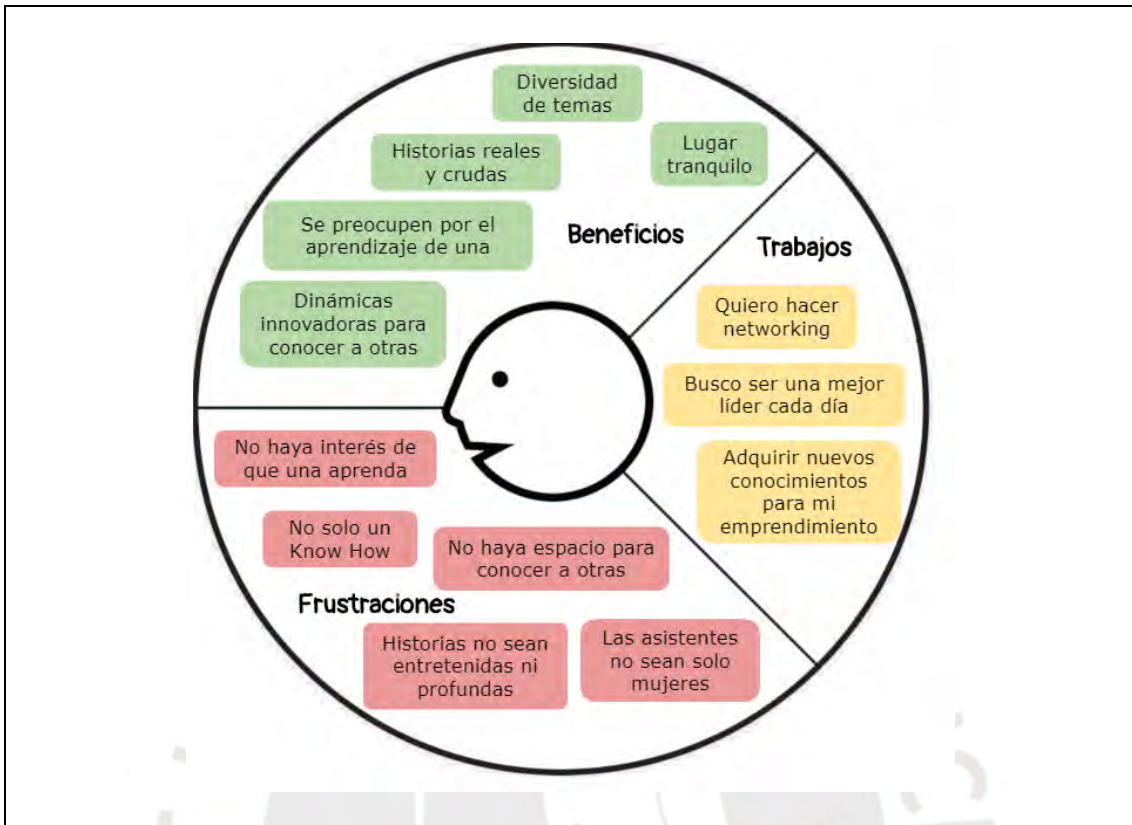 Diversidad
de temas
Lugar
tranquilo
Historias reales
y crudas
Se preocupen por el
aprendizaje de una
Beneficios
Dinámicas
innovadoras para
conocer a otras
Trabajos
Quiero hacer
networking
Busco ser una mejor
líder cada día
Adquirir nuevos
conocimientos
para mi
emprendimiento
No haya interés de
que una aprenda
No solo un
Know How
No haya espacio para
conocer a otras
Frustraciones
Historias no sean
entretenidas ni
profundas
Las asistentes
no sean solo
mujeres